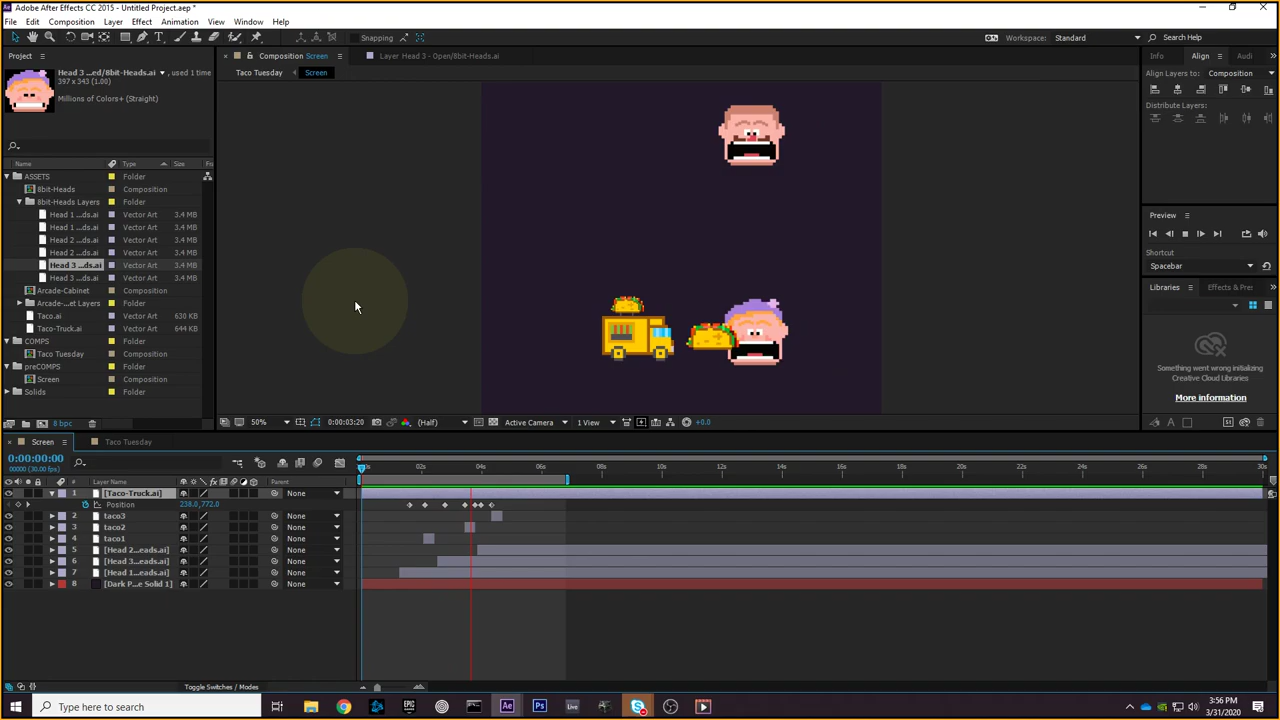 Adobe After Effects CC 2015 - Untitled Project.aep *
File Edit Composition Layer Effect Animation View Window Help
Snapping
Workspace: Standard
Search Help
Project
Composition Screen
Layer Head 3 - Open/8bit-Heads.ai
Info
Align
Audi
Head 3 ...ed/8bit-Heads.ai , used 1 time
397 x 343 (1.00)
Millions of Colors+ (Straight)
Taco Tuesday
Screen
Align Layers to: Composition
Distribute Layers:
Name Type Size Fr
ASSETS Folder
8bit-Heads Composition
8bit-Heads Layers Folder
Head 1 ...ds.ai Vector Art 3.4 MB
Head 1 ...ds.ai Vector Art 3.4 MB
Head 2 ...ds.ai Vector Art 3.4 MB
Head 2 ...ds.ai Vector Art 3.4 MB
Head 3 ...ds.ai Vector Art 3.4 MB
Head 3 ...ds.ai Vector Art 3.4 MB
Arcade-Cabinet Composition
Arcade-...et Layers Folder
Taco.ai Vector Art 630 KB
Taco-Truck.ai Vector Art 644 KB
COMPS Folder
Taco Tuesday Composition
preCOMPS Folder
Screen Composition
Solids Folder
Preview
Shortcut
Spacebar
Libraries
Effects & Pres
Something went wrong initializing
Creative Cloud Libraries
More information
8 bpc
50%
0:00:03:20
(Half)
Active Camera
1 View
+0.0
Screen
Taco Tuesday
0:00:00:00
00000 (30.00 fps)
02s 04s 06s 08s 10s 12s 14s 16s 18s 20s 22s 24s 26s 28s 30s
# Layer Name Parent
1 [Taco-Truck.ai] None
Position 238.0,772.0
2 taco3 None
3 taco2 None
4 taco1 None
5 [Head 2...eads.ai] None
6 [Head 3...eads.ai] None
7 [Head 1...eads.ai] None
8 [Dark P...e Solid 1] None
Toggle Switches / Modes
Type here to search
EPIC
Ae
Ps
Live
3:56 PM
3/31/2020